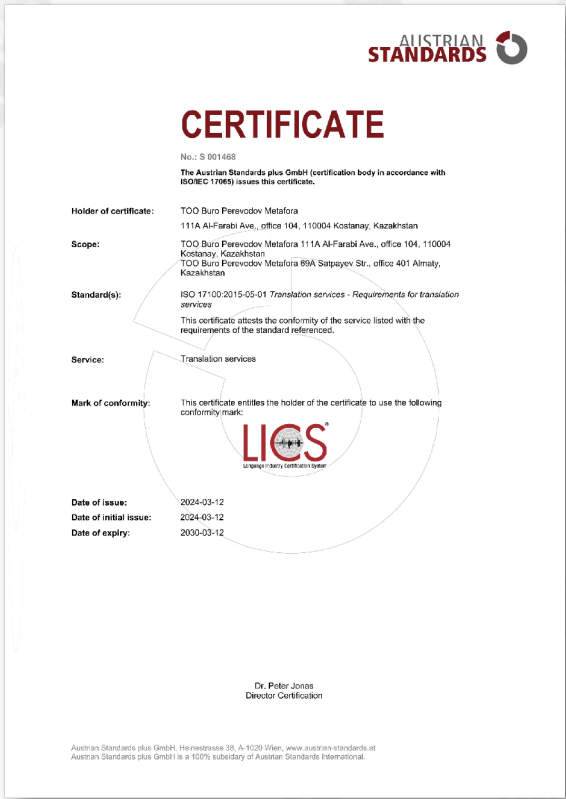 AUSTRIAN
STANDARDS
CERTIFICATE
No.: S 001468
The Austrian Standards plus GmbH (certification body in accordance with
ISO/IEC 17065) issues this certificate.
Holder of certificate: TOO Buro Perevodov Metafora
111A Al-Farabi Ave., office 104, 110004 Kostanay, Kazakhstan
Scope: TOO Buro Perevodov Metafora 111A Al-Farabi Ave., office 104, 110004
Kostanay, Kazakhstan
TOO Buro Perevodov Metafora 69A Satpayev Str., office 401 Almaty,
Kazakhstan
Standard(s): ISO 17100:2015-05-01 Translation services - Requirements for translation
services
This certificate attests the conformity of the service listed with the
requirements of the standard referenced.
Service: Translation services
Mark of conformity: This certificate entitles the holder of the certificate to use the following
conformity mark:
LICS®
Language Industry Certification System
Date of issue: 2024-03-12
Date of initial issue: 2024-03-12
Date of expiry: 2030-03-12
Dr. Peter Jonas
Director Certification
Austrian Standards plus GmbH, Heinestrasse 38, A-1020 Wien, www.austrian-standards.at
Austrian Standards plus GmbH is a 100% subsidary of Austrian Standards International.